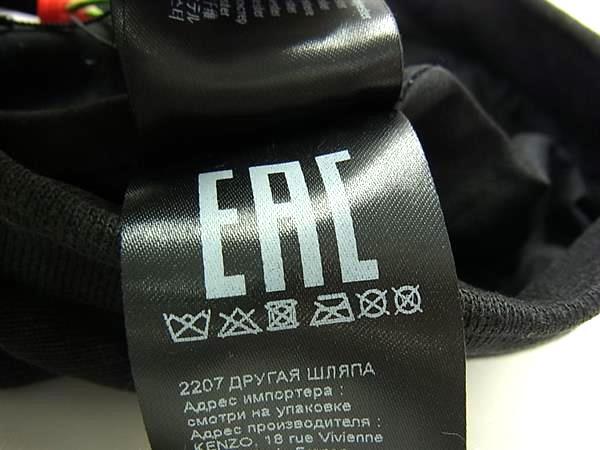 EAC
2207 ДРУГАЯ ШЛЯПА
Адрес импортера :
смотри на упаковке
Адрес производителя :
KENZO, 18 rue Vivienne